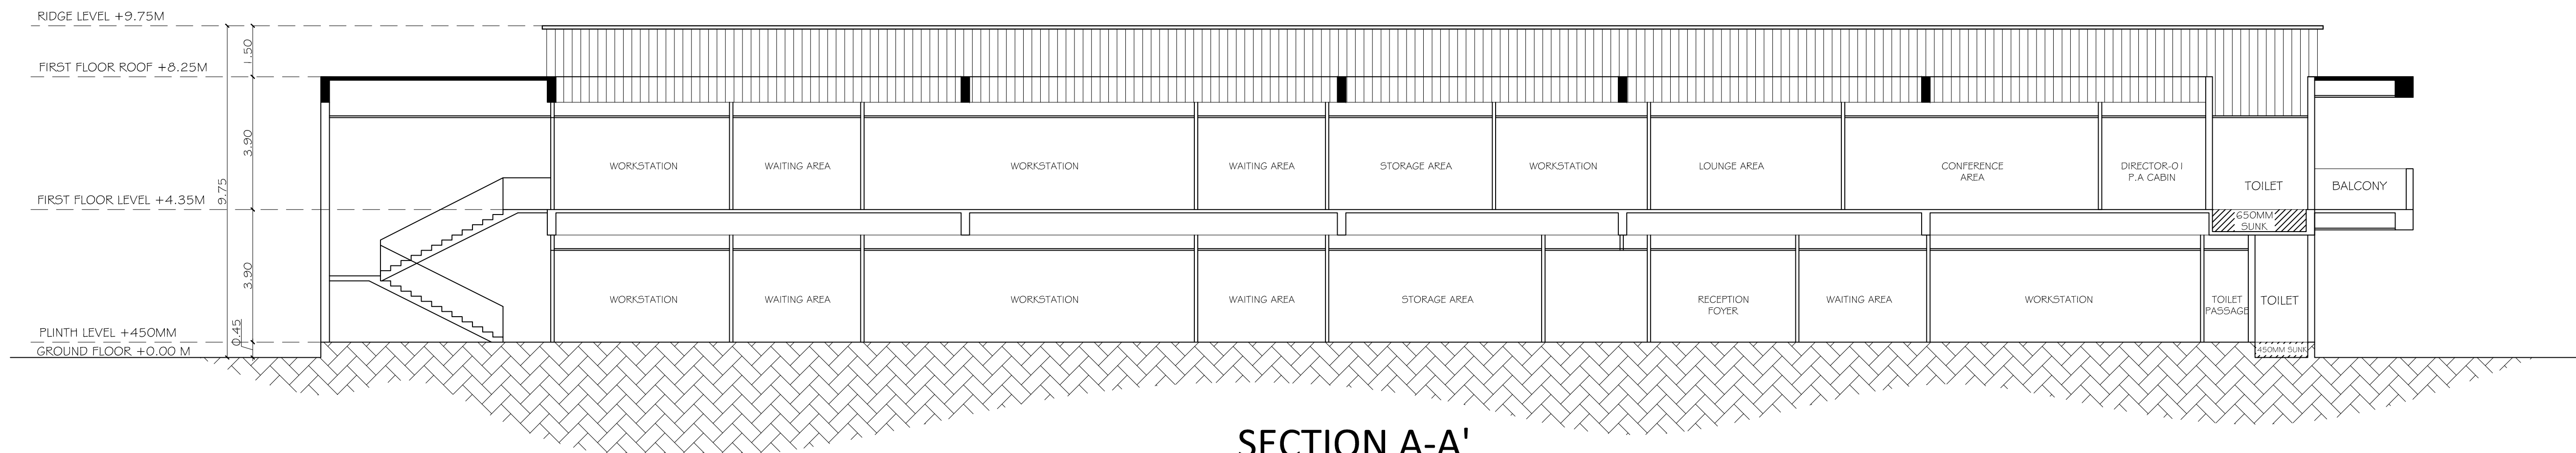 RIDGE LEVEL +9.75M
1.50
FIRST FLOOR ROOF +8.25M
3.90
9.75
FIRST FLOOR LEVEL +4.35M
WORKSTATION
WAITING AREA
WORKSTATION
WAITING AREA
STORAGE AREA
WORKSTATION
LOUNGE AREA
CONFERENCE
AREA
DIRECTOR-01
P.A CABIN
TOILET
BALCONY
650MM
SUNK
3.90
WORKSTATION
WAITING AREA
WORKSTATION
WAITING AREA
STORAGE AREA
RECEPTION
FOYER
WAITING AREA
WORKSTATION
TOILET
PASSAGE
TOILET
PLINTH LEVEL +450MM
0.45
GROUND FLOOR +0.00 M
450MM SUNK
SECTION A-A'